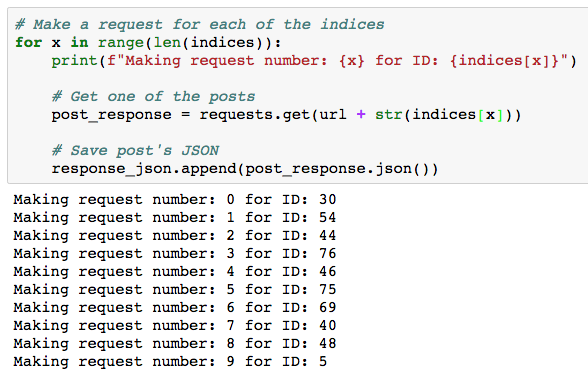 # Make a request for each of the indices
for x in range(len(indices)):
    print(f"Making request number: {x} for ID: {indices[x]}")

    # Get one of the posts
    post_response = requests.get(url + str(indices[x]))

    # Save post's JSON
    response_json.append(post_response.json())
Making request number: 0 for ID: 30
Making request number: 1 for ID: 54
Making request number: 2 for ID: 44
Making request number: 3 for ID: 76
Making request number: 4 for ID: 46
Making request number: 5 for ID: 75
Making request number: 6 for ID: 69
Making request number: 7 for ID: 40
Making request number: 8 for ID: 48
Making request number: 9 for ID: 5